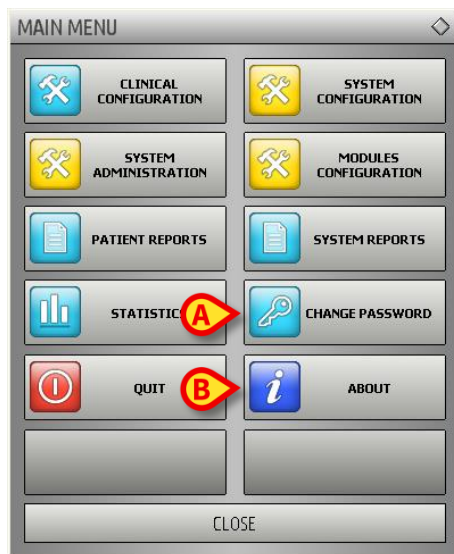 MAIN MENU
CLINICAL
CONFIGURATION
SYSTEM
CONFIGURATION
SYSTEM
ADMINISTRATION
MODULES
CONFIGURATION
PATIENT REPORTS
SYSTEM REPORTS
STATISTICS
A
CHANGE PASSWORD
QUIT
B
i
ABOUT
CLOSE